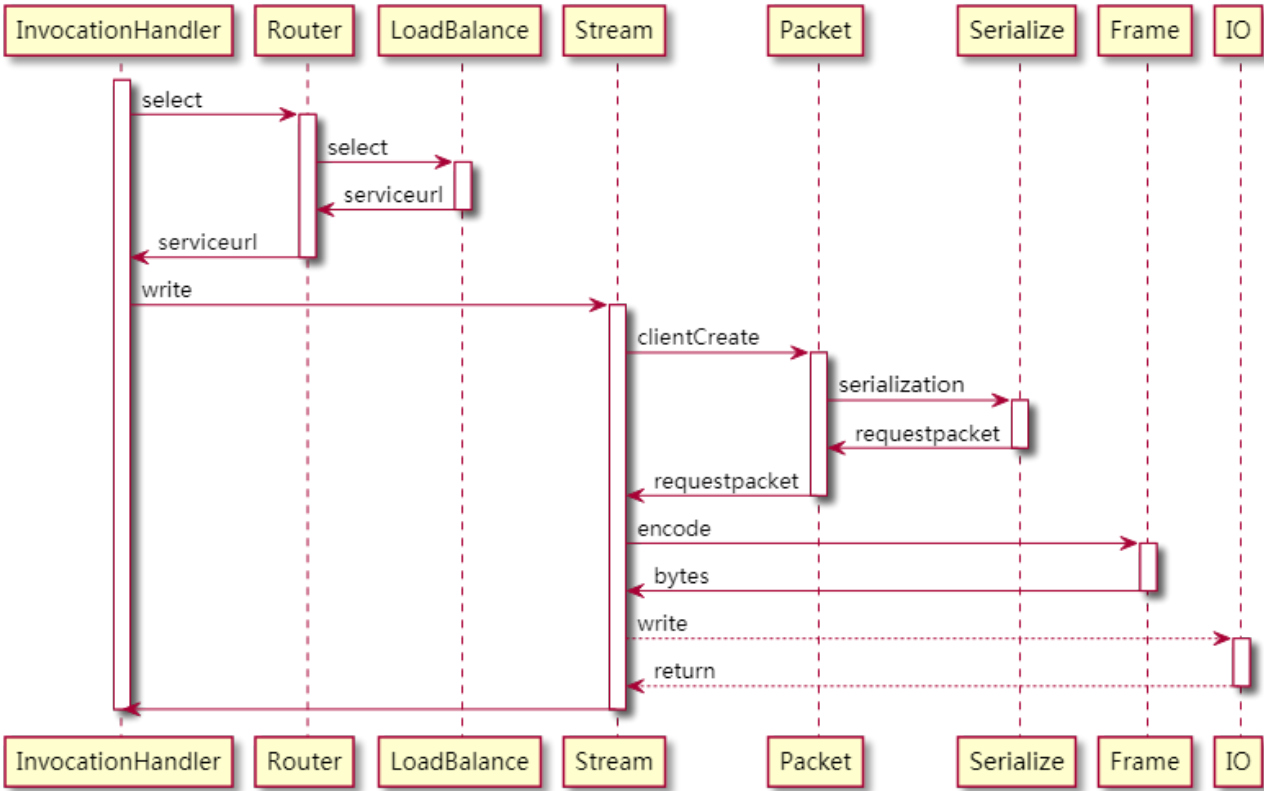 InvocationHandler Router LoadBalance Stream Packet Serialize Frame IO
select
select
serviceurl
serviceurl
write
clientCreate
serialization
requestpacket
requestpacket
encode
bytes
write
return
InvocationHandler Router LoadBalance Stream Packet Serialize Frame IO